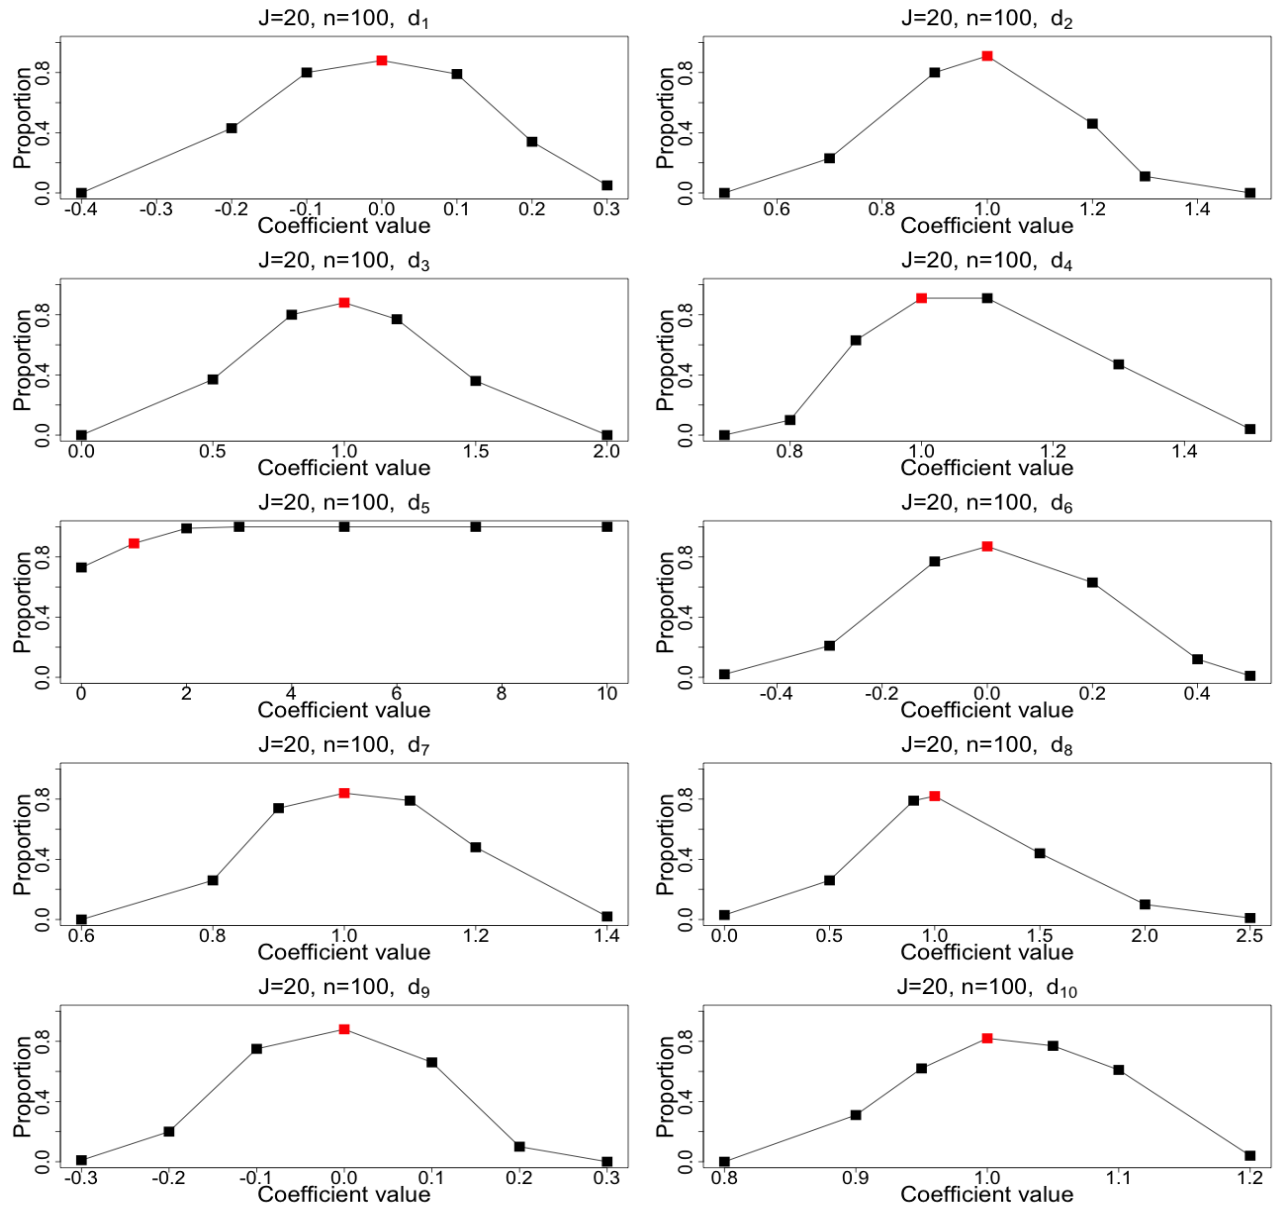 J=20, n=100, d1
Proportion
0.0 0.4 0.8
-0.4 -0.3 -0.2 -0.1 0.0 0.1 0.2 0.3
Coefficient value
J=20, n=100, d2
Proportion
0.0 0.4 0.8
0.6 0.8 1.0 1.2 1.4
Coefficient value
J=20, n=100, d3
Proportion
0.0 0.4 0.8
0.0 0.5 1.0 1.5 2.0
Coefficient value
J=20, n=100, d4
Proportion
0.0 0.4 0.8
0.8 1.0 1.2 1.4
Coefficient value
J=20, n=100, d5
Proportion
0.0 0.4 0.8
0 2 4 6 8 10
Coefficient value
J=20, n=100, d6
Proportion
0.0 0.4 0.8
-0.4 -0.2 0.0 0.2 0.4
Coefficient value
J=20, n=100, d7
Proportion
0.0 0.4 0.8
0.6 0.8 1.0 1.2 1.4
Coefficient value
J=20, n=100, d8
Proportion
0.0 0.4 0.8
0.0 0.5 1.0 1.5 2.0 2.5
Coefficient value
J=20, n=100, d9
Proportion
0.0 0.4 0.8
-0.3 -0.2 -0.1 0.0 0.1 0.2 0.3
Coefficient value
J=20, n=100, d10
Proportion
0.0 0.4 0.8
0.8 0.9 1.0 1.1 1.2
Coefficient value